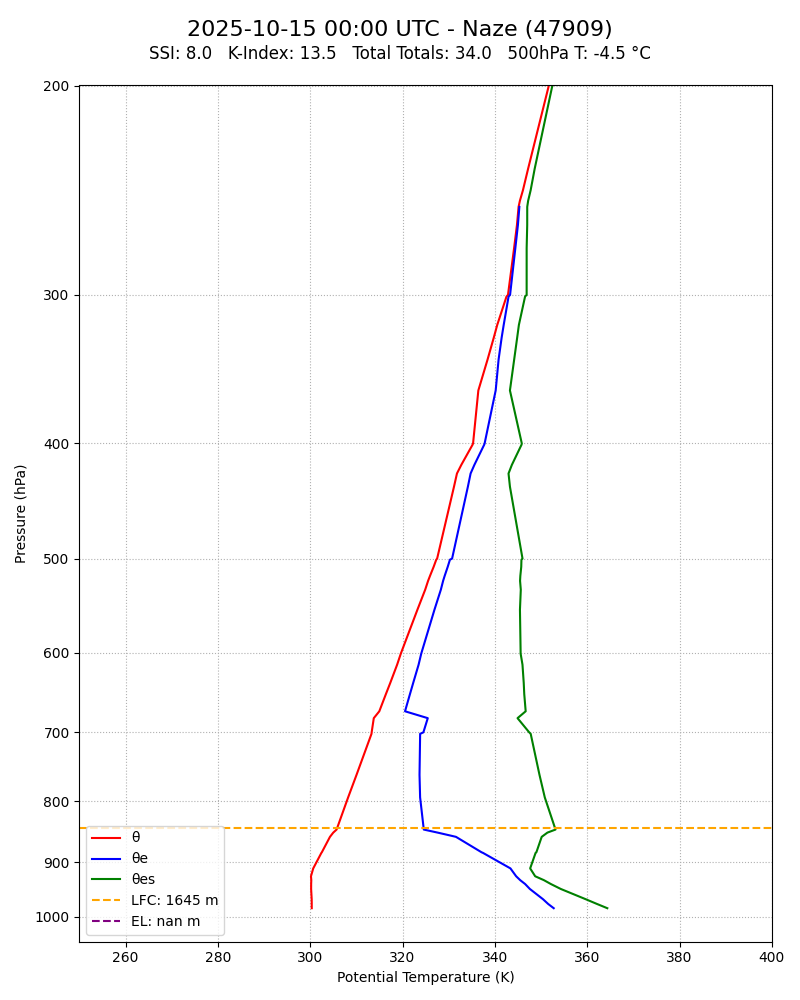 2025-10-15 00:00 UTC - Naze (47909)
SSI: 8.0   K-Index: 13.5   Total Totals: 34.0   500hPa T: -4.5 °C
200
300
400
500
600
700
800
900
1000
Pressure (hPa)
θ
θe
θes
LFC: 1645 m
EL: nan m
260 280 300 320 340 360 380 400
Potential Temperature (K)